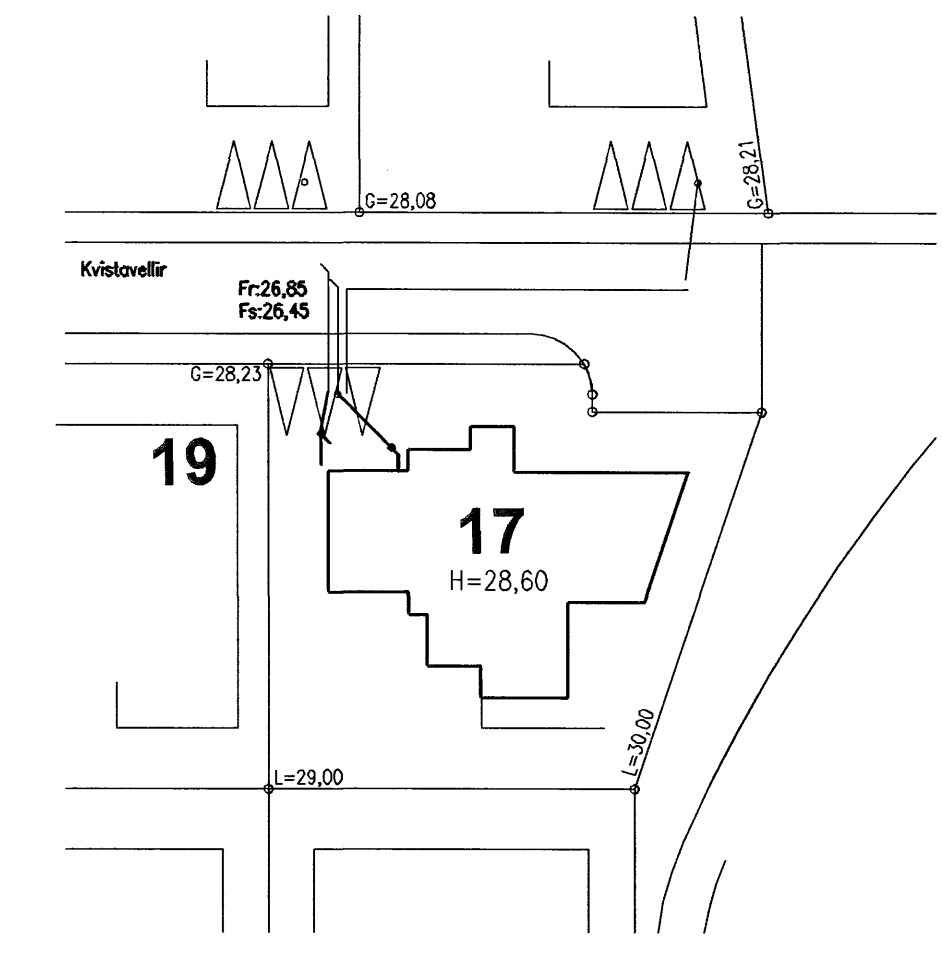 G=28,21
G=28,08
Kvistavellir
Fr:26,85
Fs:26,45
G=28,23
19
17
H=28,60
L=30,00
L=29,00